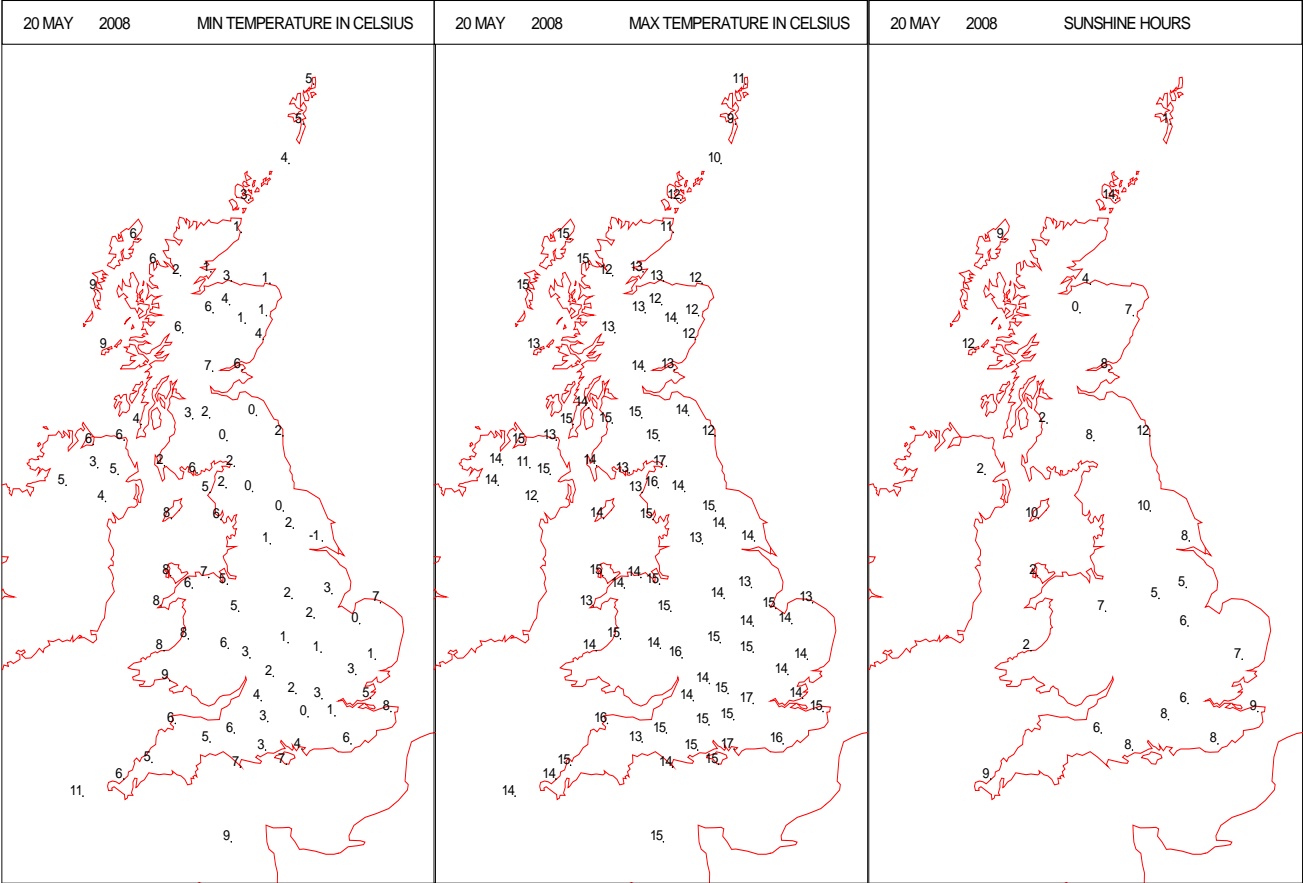 20 MAY 2008 MIN TEMPERATURE IN CELSIUS
5.
5.
4.
3.
1.
6.
6. 2. 1. 3. 1.
9.
4.
6. 1. 1.
6. 4.
9.
7. 6.
4. 3. 2. 0.
6. 6. 0. 2.
3. 5. 2. 6. 2.
5. 5. 2. 0.
4.
8. 6. 0.
2.
1. -1.
8. 6. 7. 5.
8. 2. 3. 7.
5. 2. 0.
8. 8. 6. 1. 1.
3. 1.
9. 2. 3.
4. 2. 3. 5.
6. 3. 0. 1. 8.
6.
5. 3. 4. 6.
5. 7. 7.
6.
11.
9.
20 MAY 2008 MAX TEMPERATURE IN CELSIUS
11
9.
10.
12.
11.
15.
15. 12. 13. 13. 12.
15.
12.
13. 14. 12.
13. 12.
13.
14. 13.
14
15. 15. 15. 14.
15. 13. 15. 12.
14. 11. 15. 14. 13. 17.
14. 13. 16. 14.
12.
14. 15. 15.
14.
13. 14.
15. 14. 14. 15.
13. 14. 13. 15. 13.
15. 14. 14.
14. 15. 14. 15. 15.
16. 14.
14. 14.
14. 15. 17. 14. 15.
16. 15. 15.
15.
13. 15. 17 16.
15. 14. 15.
14.
14.
15.
20 MAY 2008 SUNSHINE HOURS
1.
14.
9.
4.
0. 7.
12.
8.
2. 8. 12.
2.
10. 10.
8.
2.
5. 5.
7. 6.
2. 7.
6. 9.
8.
6. 8. 8.
9.